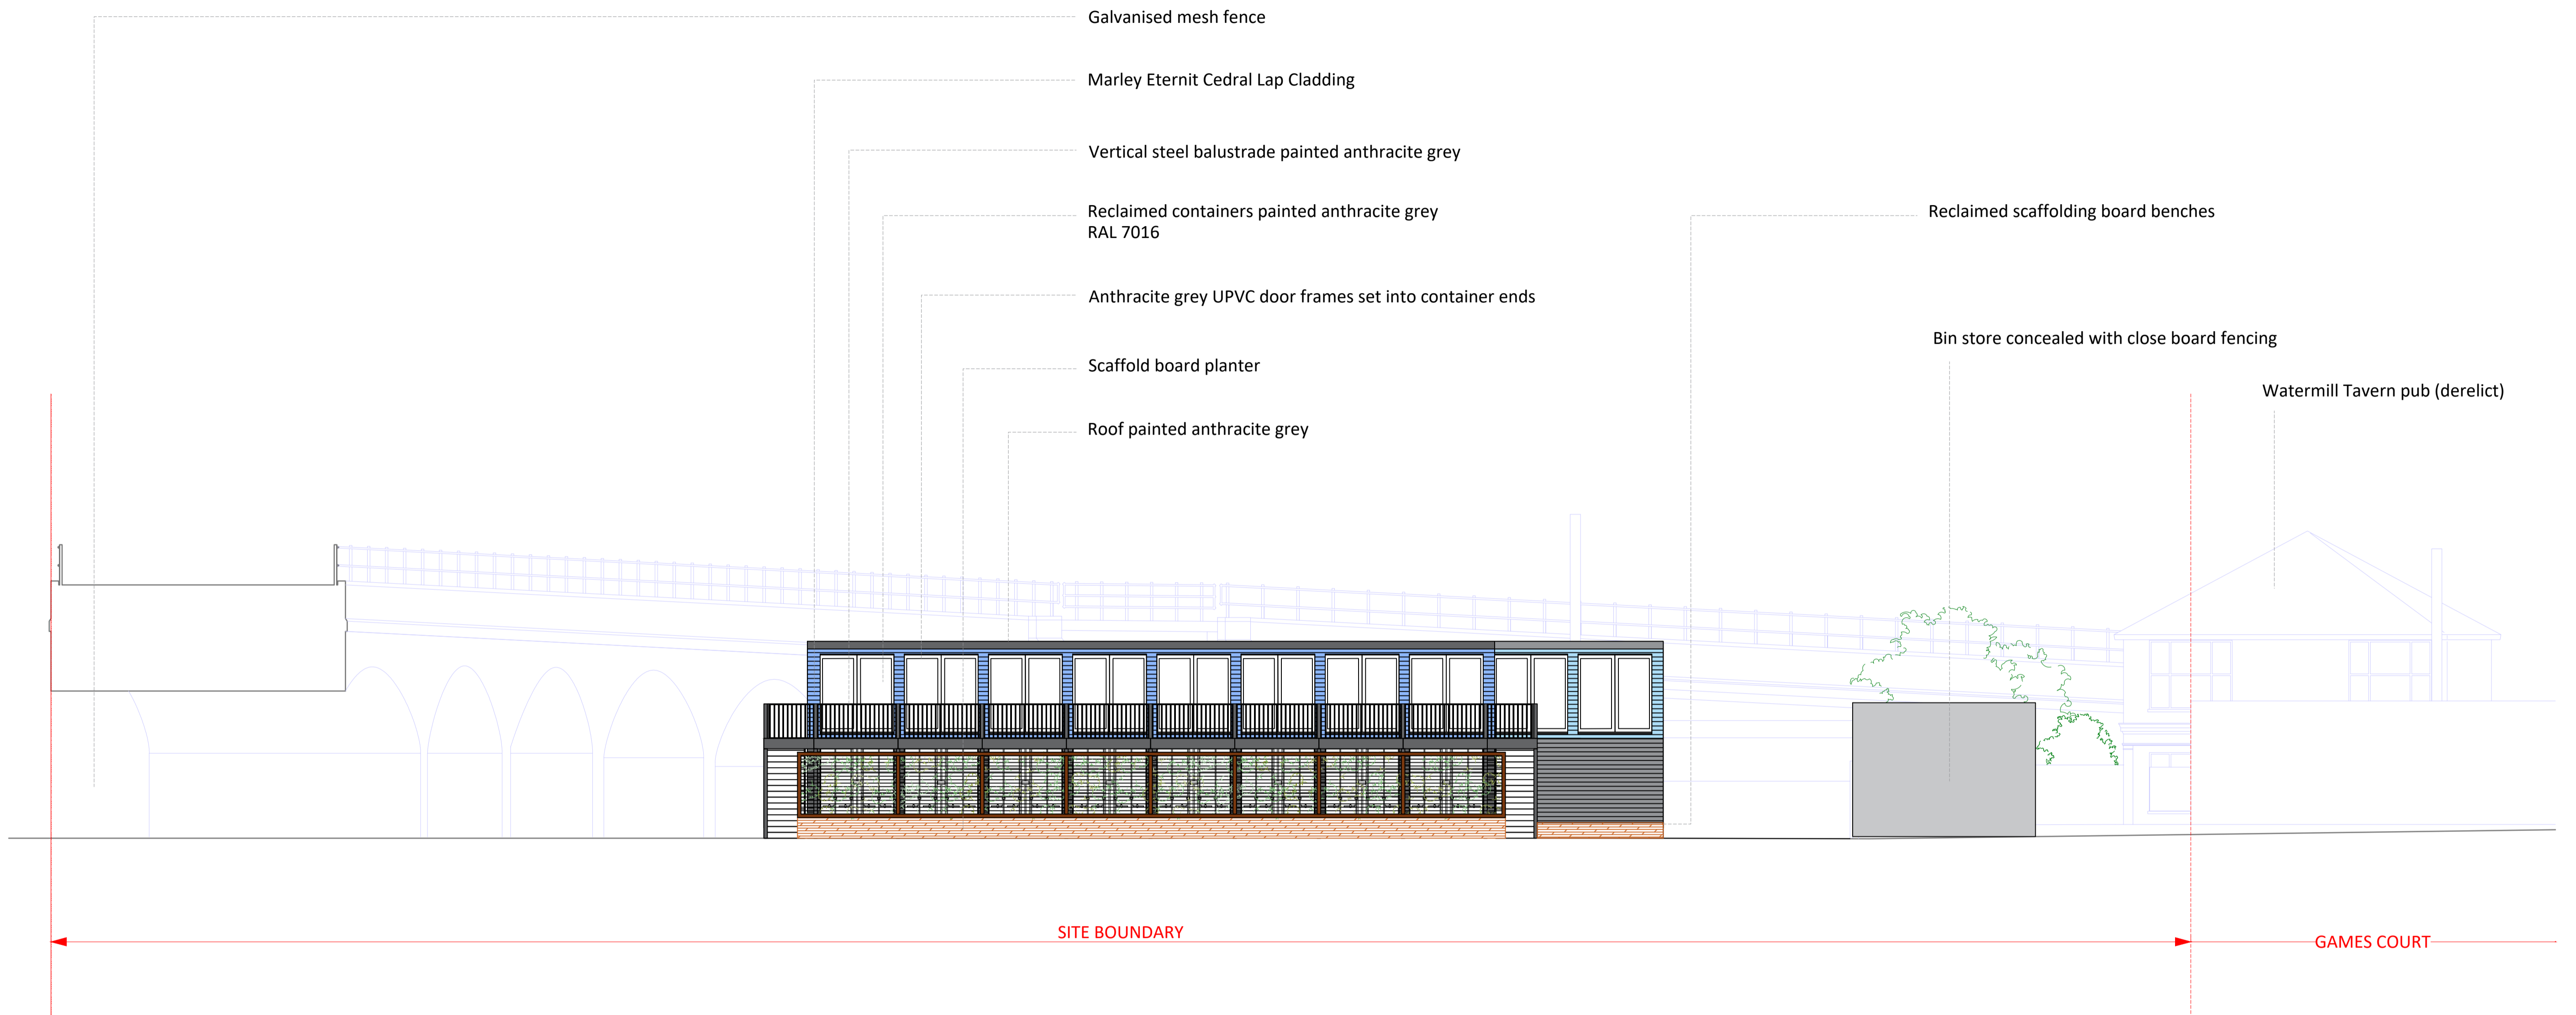 Galvanised mesh fence
Marley Eternit Cedral Lap Cladding
Vertical steel balustrade painted anthracite grey
Reclaimed containers painted anthracite grey
RAL 7016
Reclaimed scaffolding board benches
Anthracite grey UPVC door frames set into container ends
Bin store concealed with close board fencing
Scaffold board planter
Watermill Tavern pub (derelict)
Roof painted anthracite grey
SITE BOUNDARY
GAMES COURT